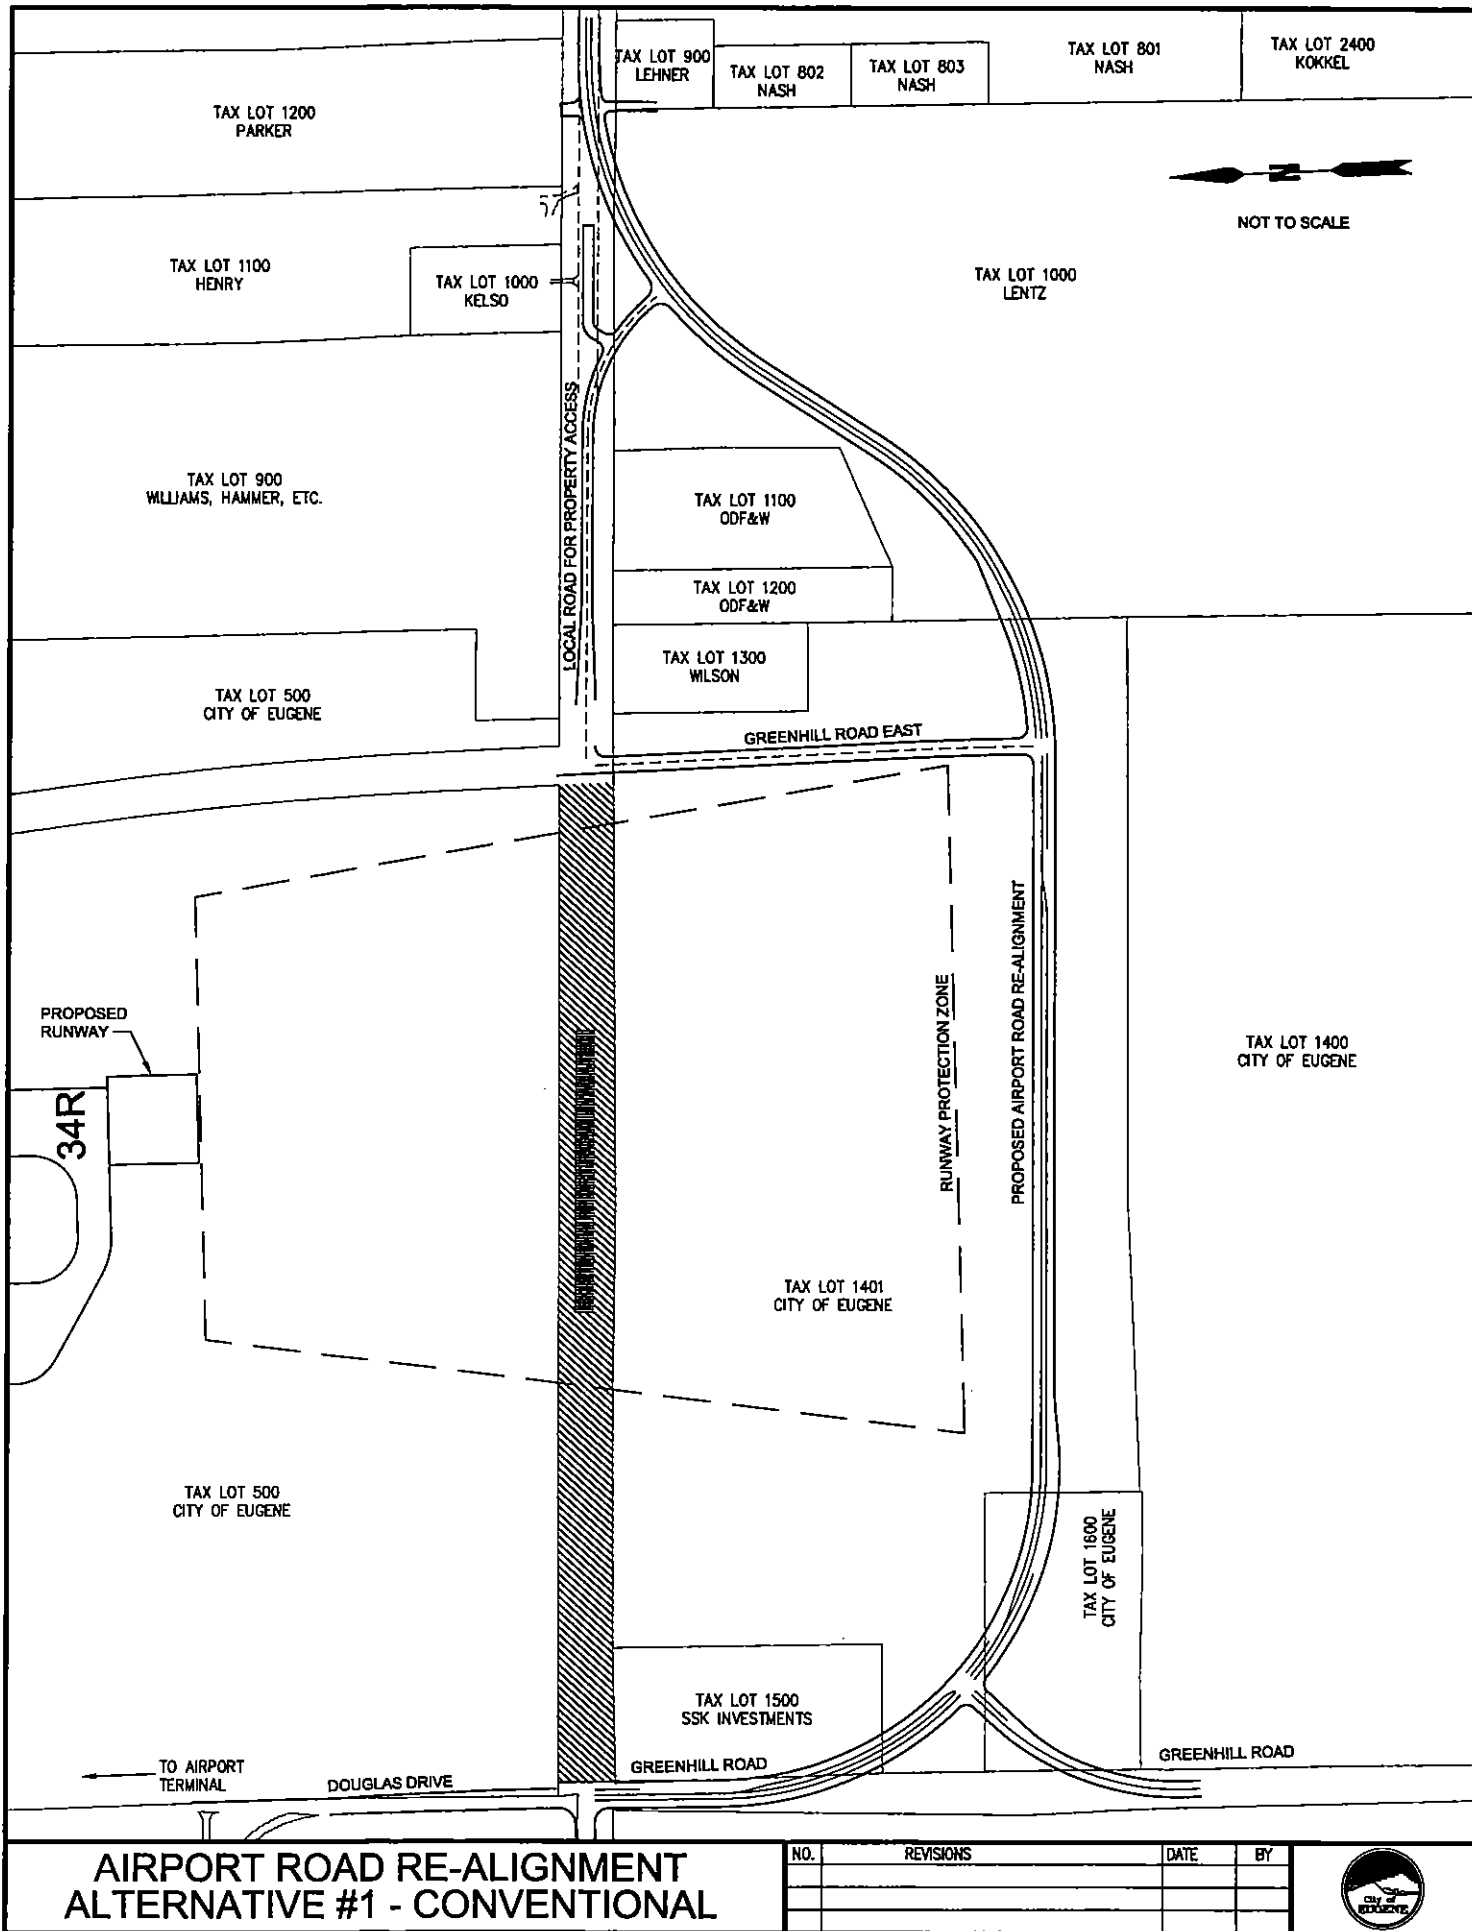 TAX LOT 900
LEHNER
TAX LOT 802
NASH
TAX LOT 803
NASH
TAX LOT 801
NASH
TAX LOT 2400
KOKKEL
TAX LOT 1200
PARKER
N
NOT TO SCALE
TAX LOT 1100
HENRY
TAX LOT 1000
KELSO
TAX LOT 1000
LENTZ
LOCAL ROAD FOR PROPERTY ACCESS
TAX LOT 900
WILLIAMS, HAMMER, ETC.
TAX LOT 1100
ODF&W
TAX LOT 1200
ODF&W
TAX LOT 1300
WILSON
TAX LOT 500
CITY OF EUGENE
GREENHILL ROAD EAST
PROPOSED
RUNWAY
34R
RUNWAY PROTECTION ZONE
PROPOSED AIRPORT ROAD RE-ALIGNMENT
TAX LOT 1400
CITY OF EUGENE
TAX LOT 1401
CITY OF EUGENE
TAX LOT 500
CITY OF EUGENE
TAX LOT 1600
CITY OF EUGENE
TAX LOT 1500
SSK INVESTMENTS
TO AIRPORT
TERMINAL
DOUGLAS DRIVE
GREENHILL ROAD
GREENHILL ROAD
AIRPORT ROAD RE-ALIGNMENT
ALTERNATIVE #1 - CONVENTIONAL
NO. REVISIONS DATE BY
City of
EUGENE